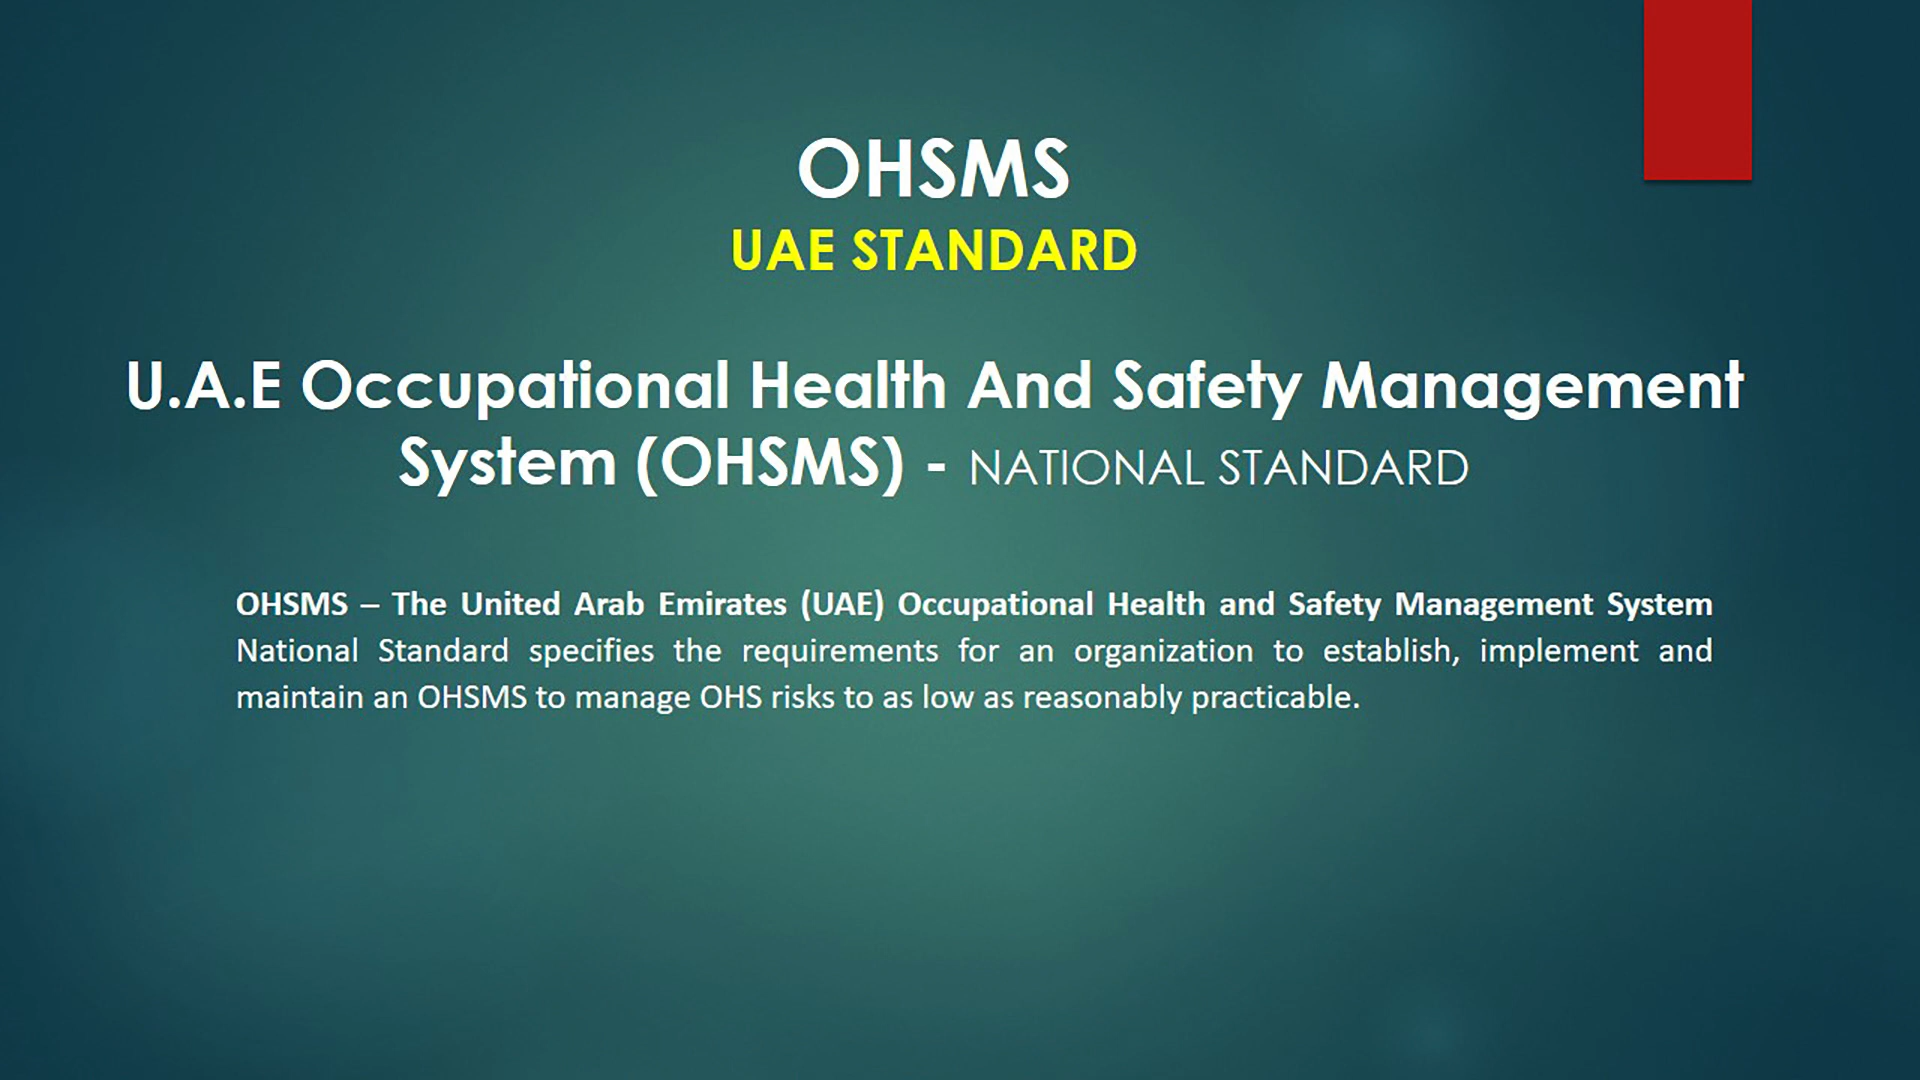 OHSMS
UAE STANDARD
U.A.E Occupational Health And Safety Management
System (OHSMS) - NATIONAL STANDARD
OHSMS – The United Arab Emirates (UAE) Occupational Health and Safety Management System
National Standard specifies the requirements for an organization to establish, implement and
maintain an OHSMS to manage OHS risks to as low as reasonably practicable.